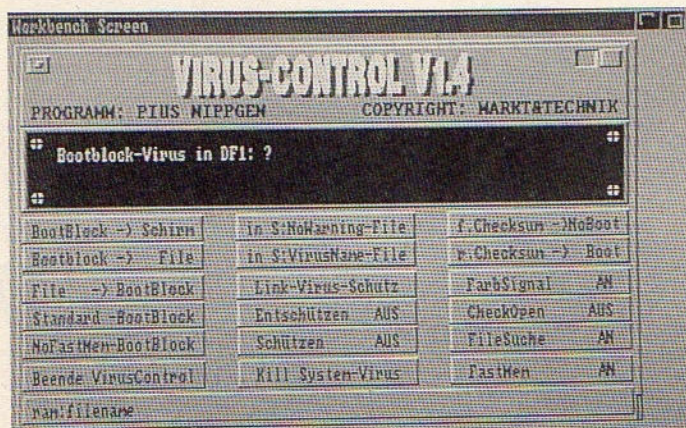 Workbench Screen
VIRUS-CONTROL V1.4
PROGRAMM: PIUS NIPPGEN COPYRIGHT: MARKT&TECHNIK
Bootblock-Virus in DF1: ?
BootBlock -> Schirm in S:NoWarning-File f.Checksum ->NoBoot
Bootblock -> File in S:VirusName-File r.Checksum -> Boot
File -> BootBlock Link-Virus-Schutz FarbSignal AN
Standard -BootBlock Entschützen AUS CheckOpen AUS
NoFastMem-BootBlock Schützen AUS FileSuche AN
Beende VirusControl Kill System-Virus FastMem AN
ram:filename